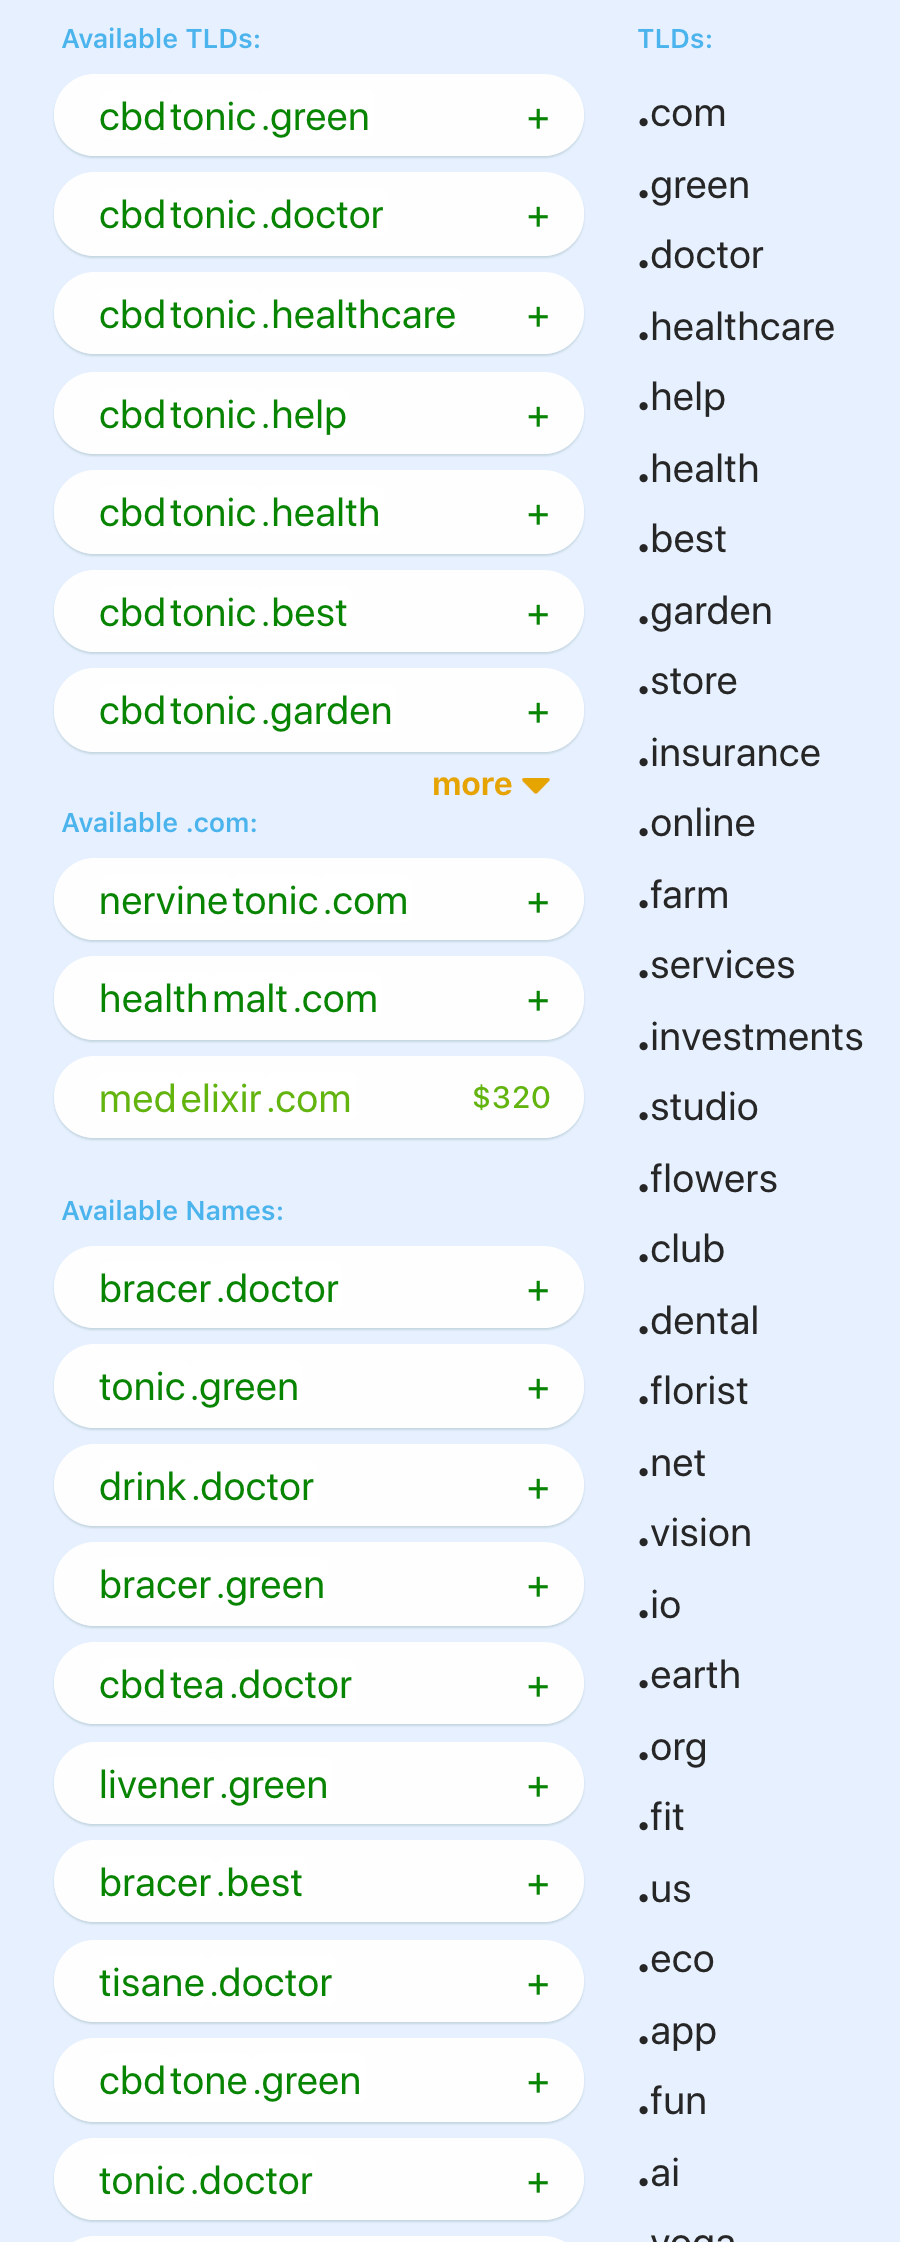 Available TLDs:
cbdtonic.green +
cbdtonic.doctor +
cbdtonic.healthcare +
cbdtonic.help +
cbdtonic.health +
cbdtonic.best +
cbdtonic.garden +
more
Available .com:
nervinetonic.com +
healthmalt.com +
medelixir.com $320
Available Names:
bracer.doctor +
tonic.green +
drink.doctor +
bracer.green +
cbdtea.doctor +
livener.green +
bracer.best +
tisane.doctor +
cbdtone.green +
tonic.doctor +
TLDs:
.com
.green
.doctor
.healthcare
.help
.health
.best
.garden
.store
.insurance
.online
.farm
.services
.investments
.studio
.flowers
.club
.dental
.florist
.net
.vision
.io
.earth
.org
.fit
.us
.eco
.app
.fun
.ai